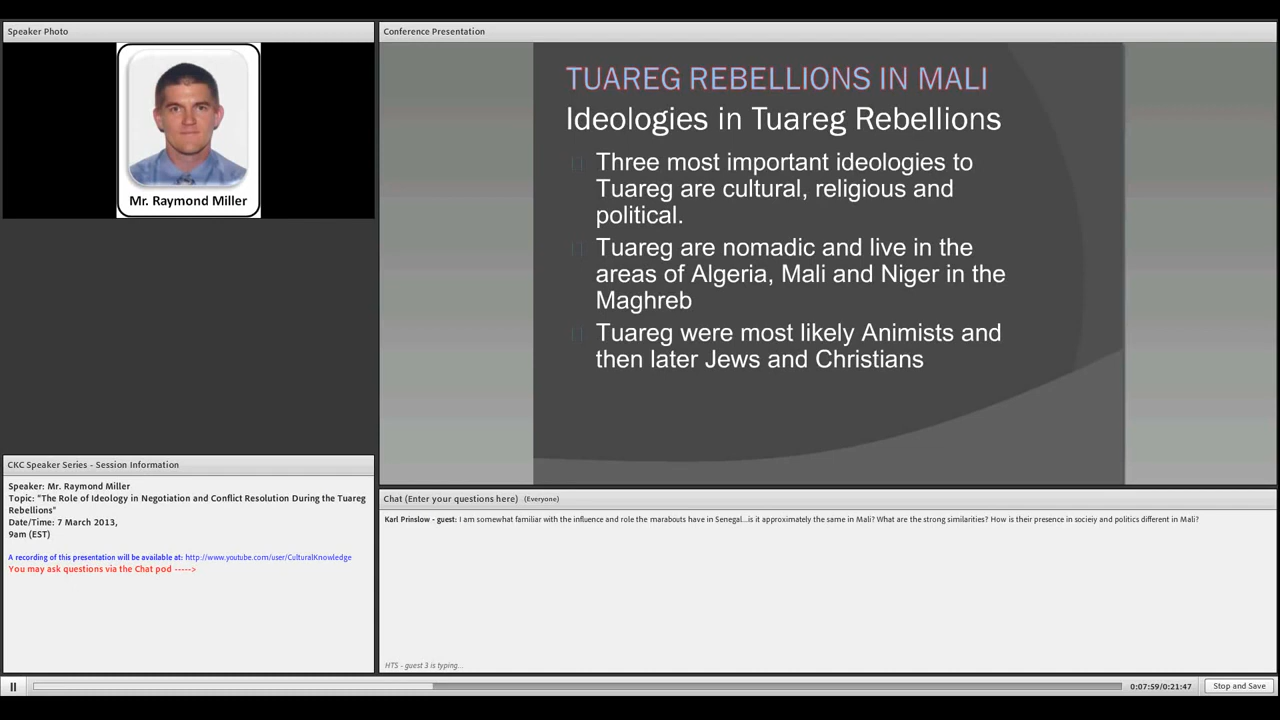 Speaker Photo
Mr. Raymond Miller
Conference Presentation
TUAREG REBELLIONS IN MALI
Ideologies in Tuareg Rebellions
Three most important ideologies to
Tuareg are cultural, religious and
political.
Tuareg are nomadic and live in the
areas of Algeria, Mali and Niger in the
Maghreb
Tuareg were most likely Animists and
then later Jews and Christians
CKC Speaker Series - Session Information
Speaker: Mr. Raymond Miller
Topic: "The Role of Ideology in Negotiation and Conflict Resolution During the Tuareg
Rebellions"
Date/Time: 7 March 2013,
9am (EST)
A recording of this presentation will be available at: http://www.youtube.com/user/CulturalKnowledge
You may ask questions via the Chat pod ----->
Chat (Enter your questions here) (Everyone)
Karl Prinslow - guest: I am somewhat familiar with the influence and role the marabouts have in Senegal...is it approximately the same in Mali? What are the strong similarities? How is their presence in socieiy and politics different in Mali?
HTS - guest 3 is typing...
0:07:59/0:21:47
Stop and Save